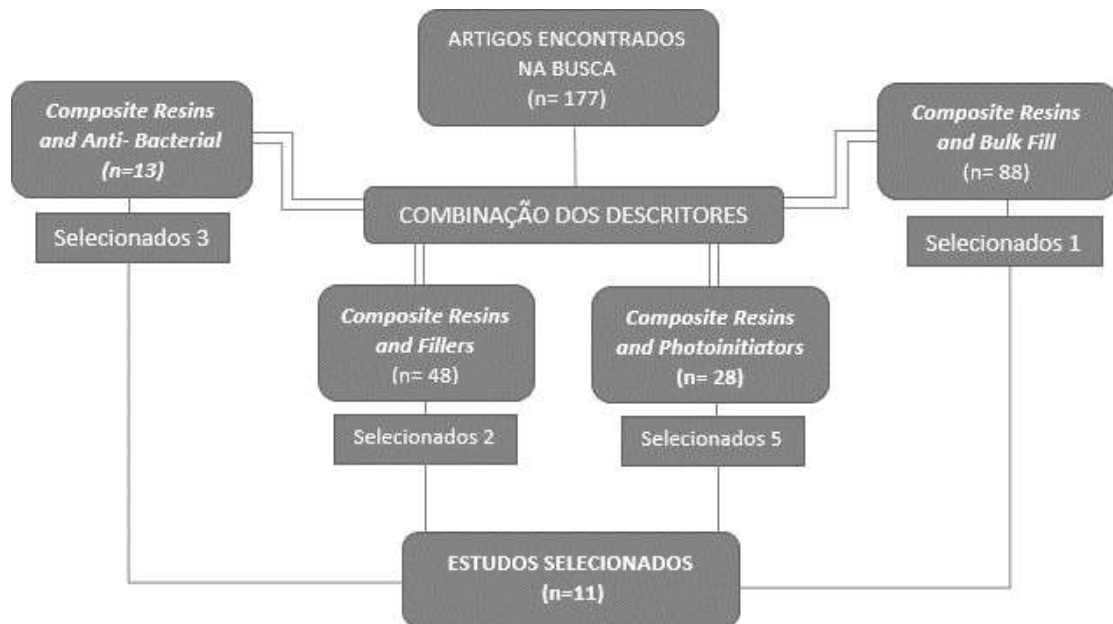 ARTIGOS ENCONTRADOS
NA BUSCA
(n= 177)
Composite Resins
and Anti- Bacterial
(n=13)
Composite Resins
and Bulk Fill
(n= 88)
COMBINAÇÃO DOS DESCRITORES
Selecionados 3
Selecionados 1
Composite Resins
and Fillers
(n= 48)
Composite Resins
and Photoinitiators
(n= 28)
Selecionados 2
Selecionados 5
ESTUDOS SELECIONADOS
(n=11)